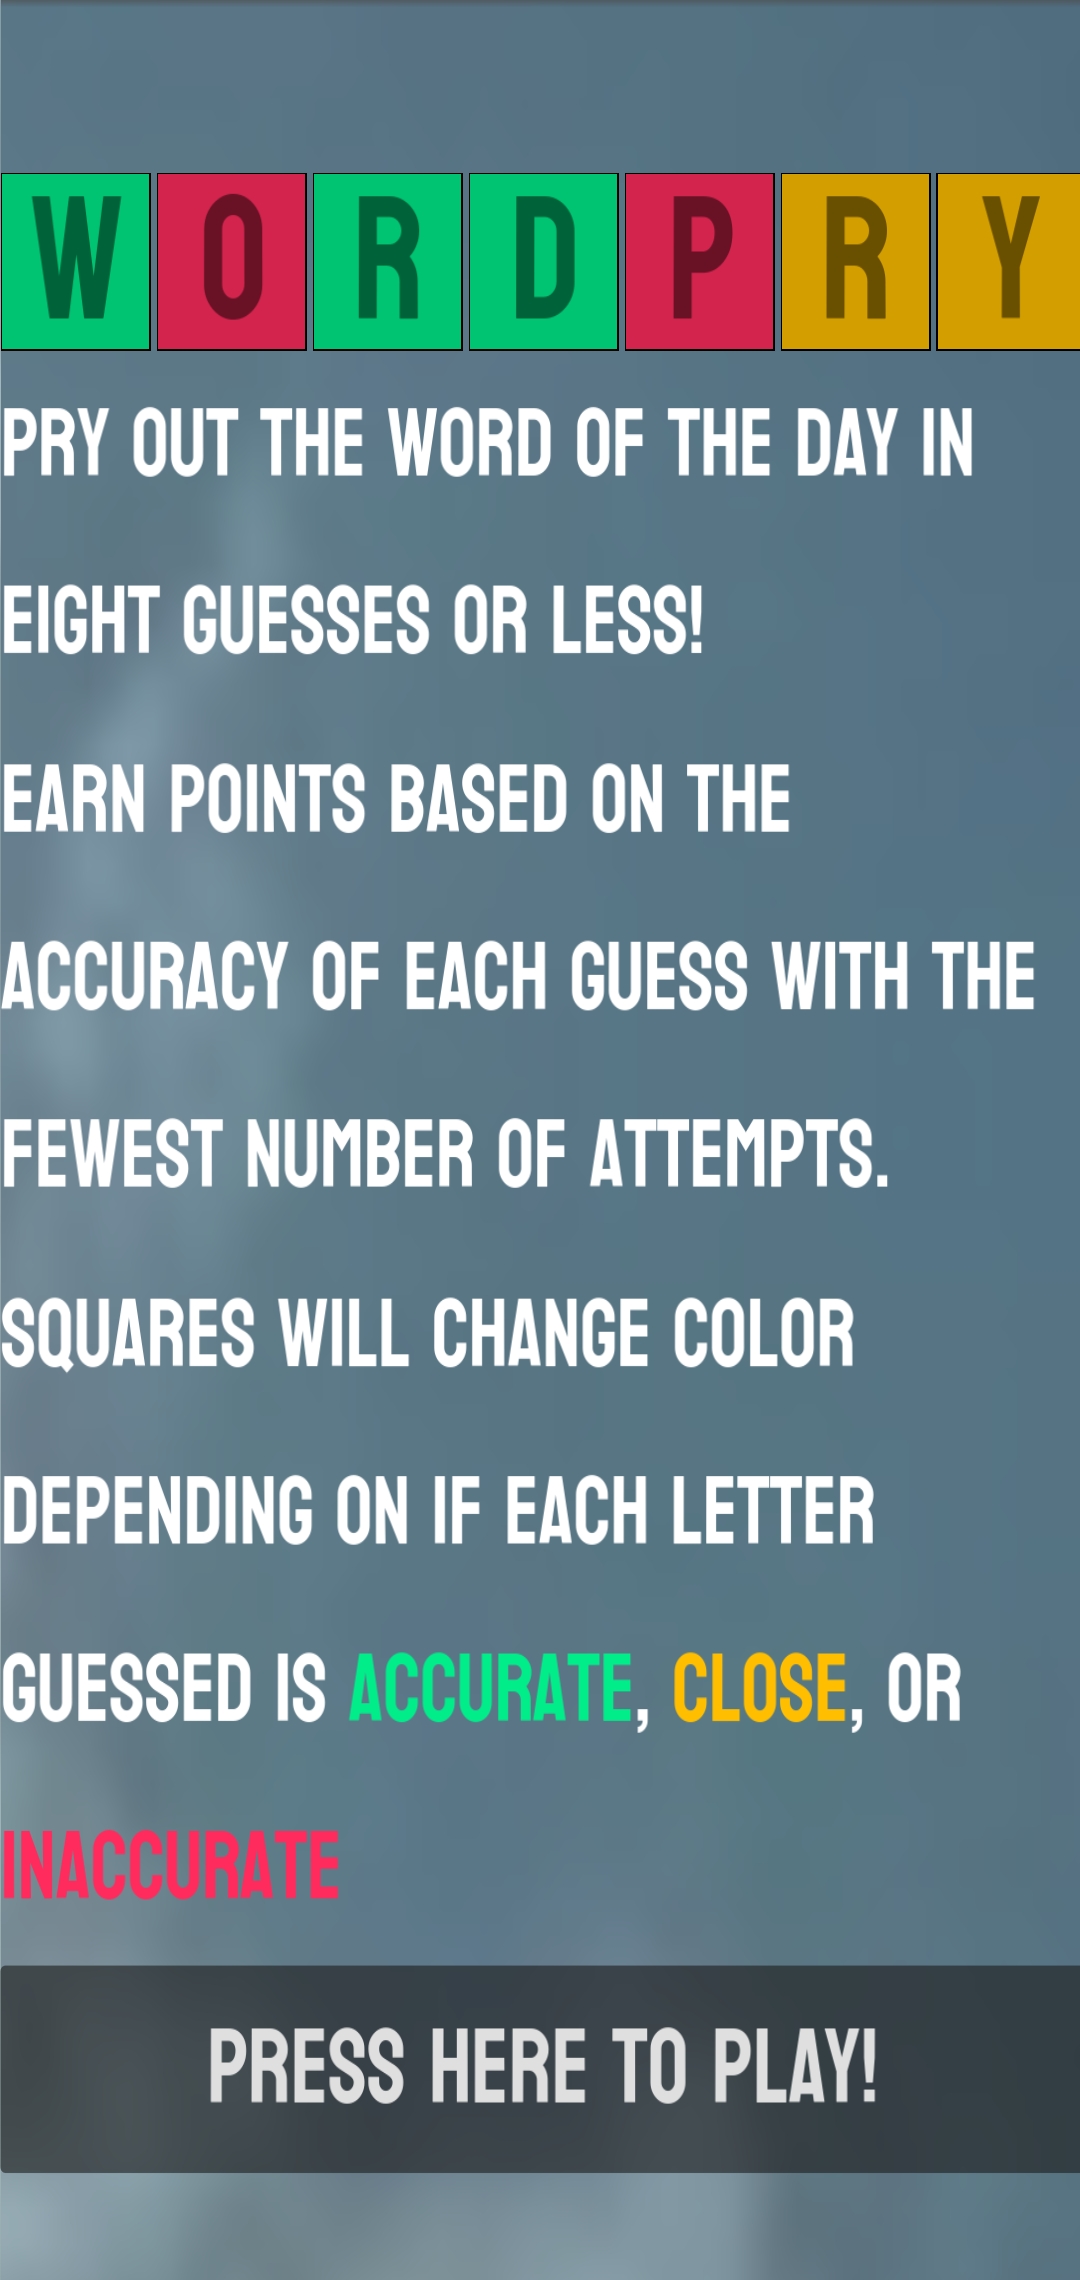 WORDPRY
PRY OUT THE WORD OF THE DAY IN
EIGHT GUESSES OR LESS!
EARN POINTS BASED ON THE
ACCURACY OF EACH GUESS WITH THE
FEWEST NUMBER OF ATTEMPTS.
SQUARES WILL CHANGE COLOR
DEPENDING ON IF EACH LETTER
GUESSED IS ACCURATE, CLOSE, OR
INACCURATE
PRESS HERE TO PLAY!